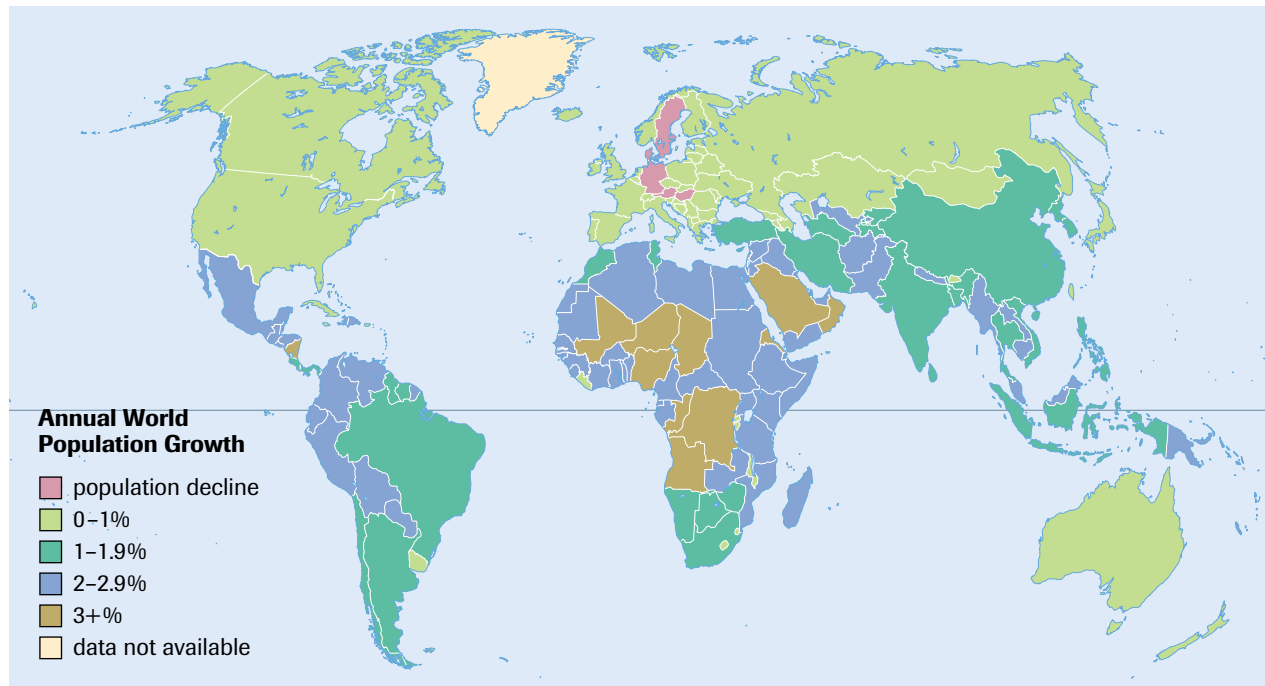 Annual World
Population Growth
population decline
0–1%
1–1.9%
2–2.9%
3+%
data not available